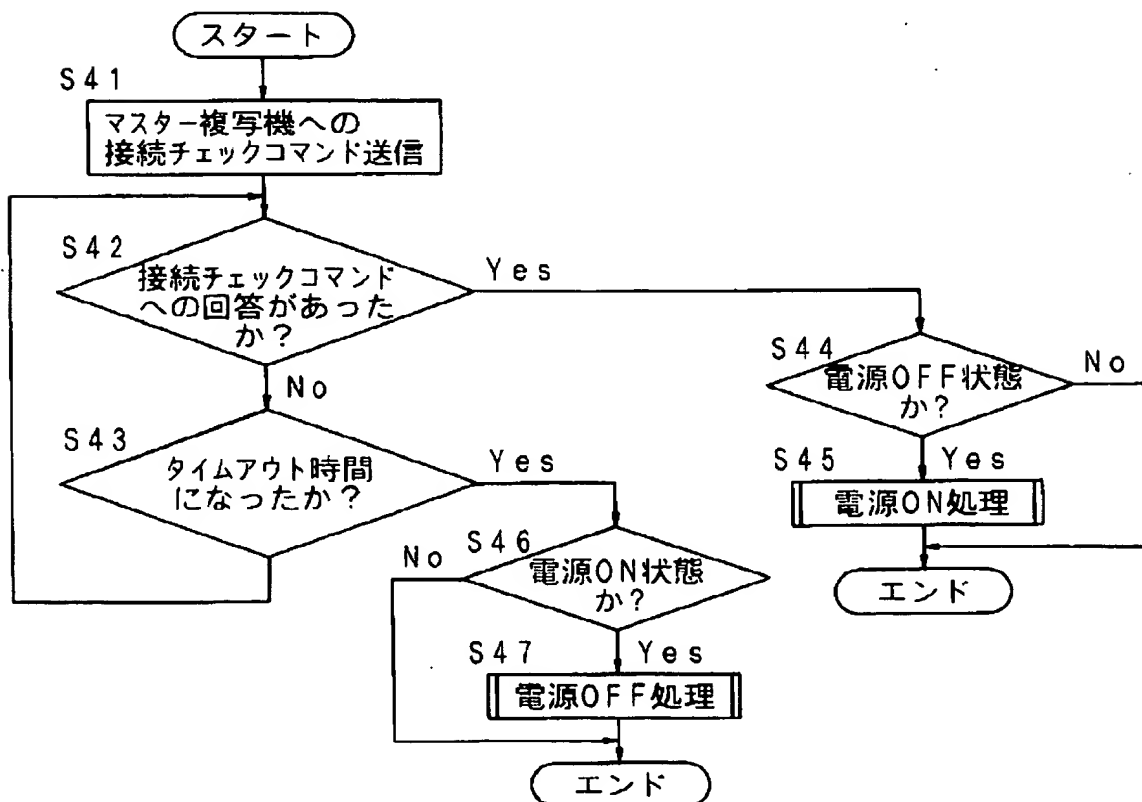 スタート
S41
マスター複写機への
接続チェックコマンド送信
S42
接続チェックコマンド
への回答があった
か?
Yes
No
S43
タイムアウト時間
になったか?
Yes
S44
電源OFF状態
か?
No
Yes
S45
電源ON処理
エンド
S46
電源ON状態
か?
No
Yes
S47
電源OFF処理
エンド